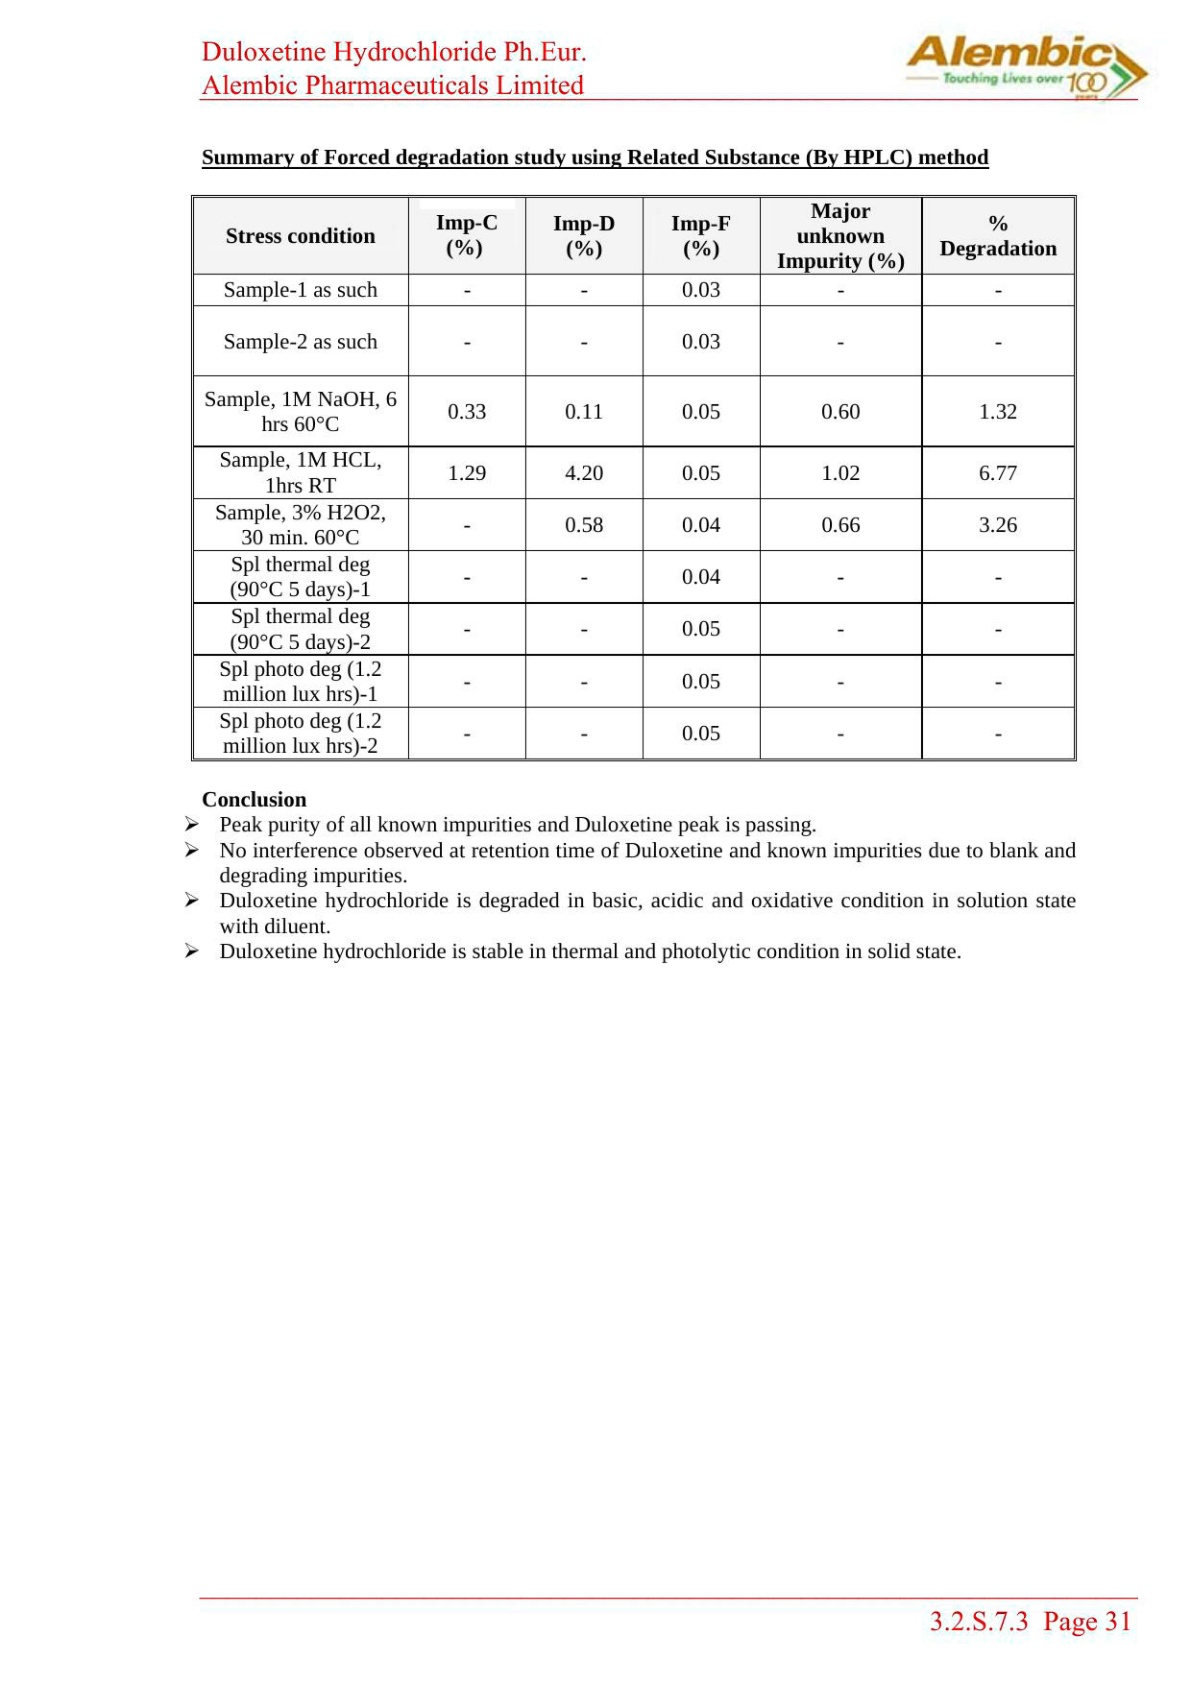 Duloxetine Hydrochloride Ph.Eur.
Alembic Pharmaceuticals Limited
Alembic
Touching Lives over 100
years
Summary of Forced degradation study using Related Substance (By HPLC) method
Stress condition
Imp-C
(%)
Imp-D
(%)
Imp-F
(%)
Major
unknown
Impurity (%)
%
Degradation
Sample-1 as such - - 0.03 - -
Sample-2 as such - - 0.03 - -
Sample, 1M NaOH, 6
hrs 60°C
0.33 0.11 0.05 0.60 1.32
Sample, 1M HCL,
1hrs RT
1.29 4.20 0.05 1.02 6.77
Sample, 3% H2O2,
30 min. 60°C
- 0.58 0.04 0.66 3.26
Spl thermal deg
(90°C 5 days)-1
- - 0.04 - -
Spl thermal deg
(90°C 5 days)-2
- - 0.05 - -
Spl photo deg (1.2
million lux hrs)-1
- - 0.05 - -
Spl photo deg (1.2
million lux hrs)-2
- - 0.05 - -
Conclusion
➢ Peak purity of all known impurities and Duloxetine peak is passing.
➢ No interference observed at retention time of Duloxetine and known impurities due to blank and
degrading impurities.
➢ Duloxetine hydrochloride is degraded in basic, acidic and oxidative condition in solution state
with diluent.
➢ Duloxetine hydrochloride is stable in thermal and photolytic condition in solid state.
3.2.S.7.3 Page 31